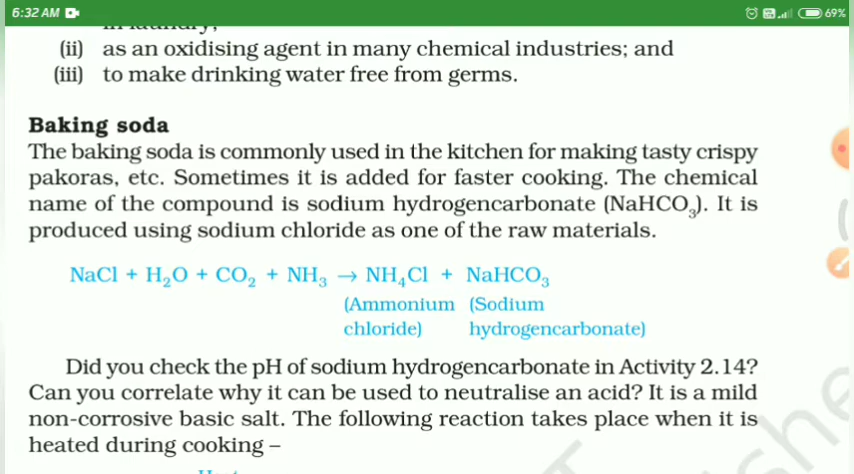 6:32 AM
69%
(ii) as an oxidising agent in many chemical industries; and
(iii) to make drinking water free from germs.
Baking soda
The baking soda is commonly used in the kitchen for making tasty crispy
pakoras, etc. Sometimes it is added for faster cooking. The chemical
name of the compound is sodium hydrogencarbonate (NaHCO₃). It is
produced using sodium chloride as one of the raw materials.
NaCl + H₂O + CO₂ + NH₃ → NH₄Cl + NaHCO₃
(Ammonium (Sodium
chloride) hydrogencarbonate)
Did you check the pH of sodium hydrogencarbonate in Activity 2.14?
Can you correlate why it can be used to neutralise an acid? It is a mild
non-corrosive basic salt. The following reaction takes place when it is
heated during cooking –